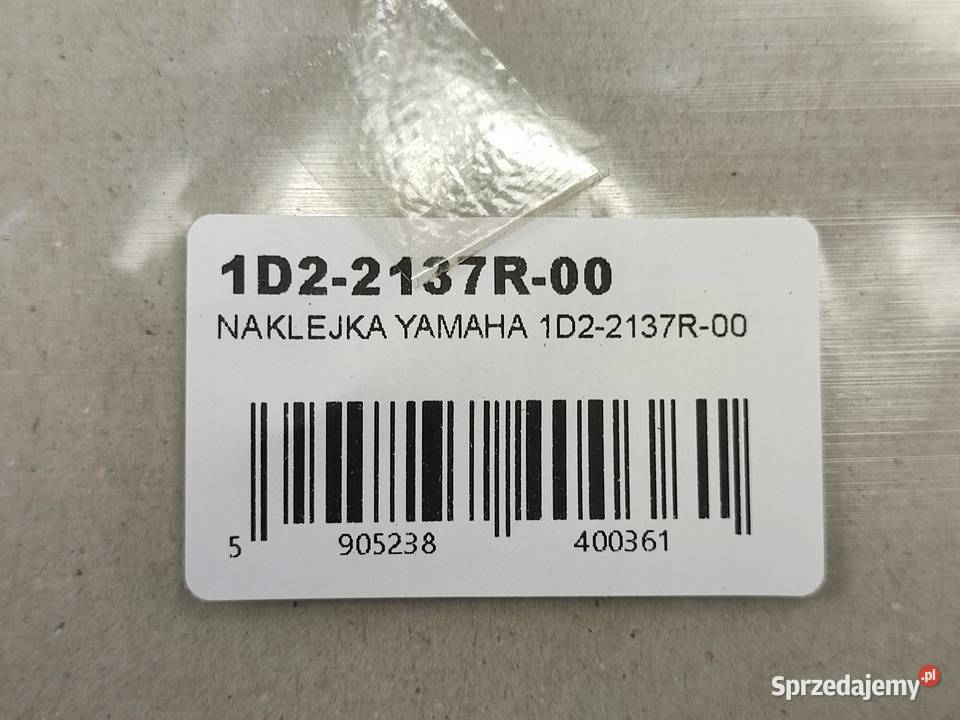 1D2-2137R-00
NAKLEJKA YAMAHA 1D2-2137R-00
5 905238 400361
Sprzedajemy.pl